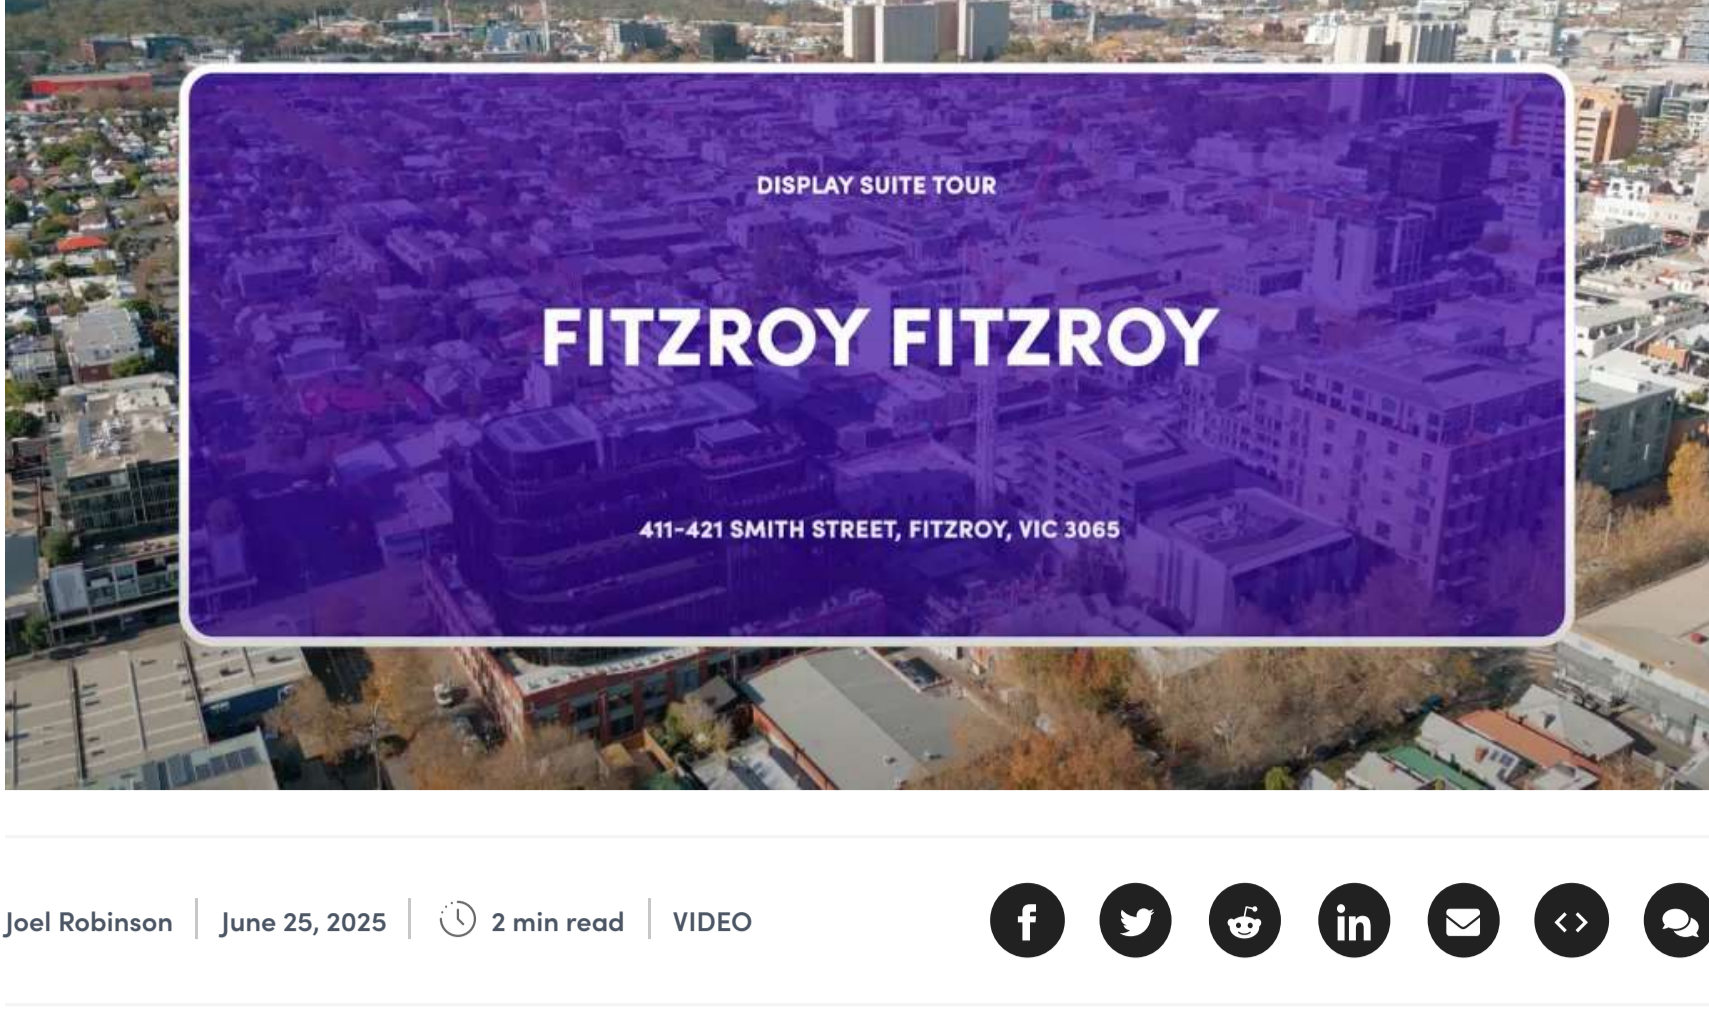 DISPLAY SUITE TOUR
FITZROY FITZROY
411-421 SMITH STREET, FITZROY, VIC 3065
Joel Robinson
June 25, 2025
2 min read
VIDEO